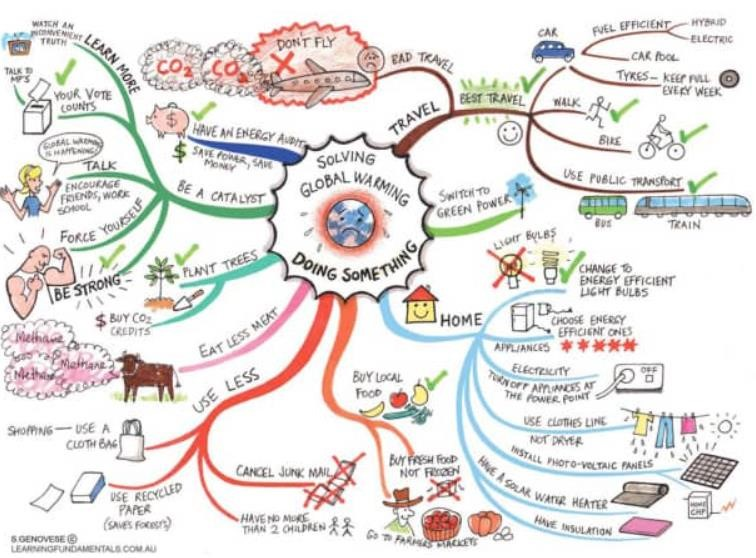 SOLVING
GLOBAL WARMING
DOING SOMETHING
TRAVEL
BAD TRAVEL
DON'T FLY
CO2
CO2
BEST TRAVEL
CAR
FUEL EFFICIENT
HYBRID
ELECTRIC
CAR POOL
TYRES – KEEP FULL
EVERY WEEK
WALK
BIKE
USE PUBLIC TRANSPORT
BUS
TRAIN
SWITCH TO
GREEN POWER
HOME
LIGHT BULBS
CHANGE TO
ENERGY EFFICIENT
LIGHT BULBS
CHOOSE ENERGY
EFFICIENT ONES
APPLIANCES
ELECTRICITY
TURN OFF APPLIANCES AT
THE POWER POINT
OFF
USE CLOTHES LINE
NOT DRYER
INSTALL PHOTO-VOLTAIC PANELS
HAVE A SOLAR WATER HEATER
HOME
CHP
HAVE INSULATION
BUY LOCAL
FOOD
BUY FRESH FOOD
NOT FROZEN
GO TO FARMERS MARKETS
USE LESS
SHOPPING — USE A
CLOTH BAG
USE RECYCLED
PAPER
(SAVES FORESTS)
CANCEL JUNK MAIL
HAVE NO MORE
THAN 2 CHILDREN
EAT LESS MEAT
Methane
Methane
Methane
PLANT TREES
$ BUY CO2
CREDITS
BE A CATALYST
LEARN MORE
WATCH AN
INCONVENIENT
TRUTH
TALK TO
MP'S
YOUR VOTE
COUNTS
GLOBAL WARMING
IS HAPPENING!
TALK
ENCOURAGE
FRIENDS, WORK
SCHOOL
FORCE YOURSELF
BE STRONG
HAVE AN ENERGY AUDIT
$ SAVE POWER, SAVE
MONEY
$
S.GENOVESE ©
LEARNINGFUNDAMENTALS.COM.AU